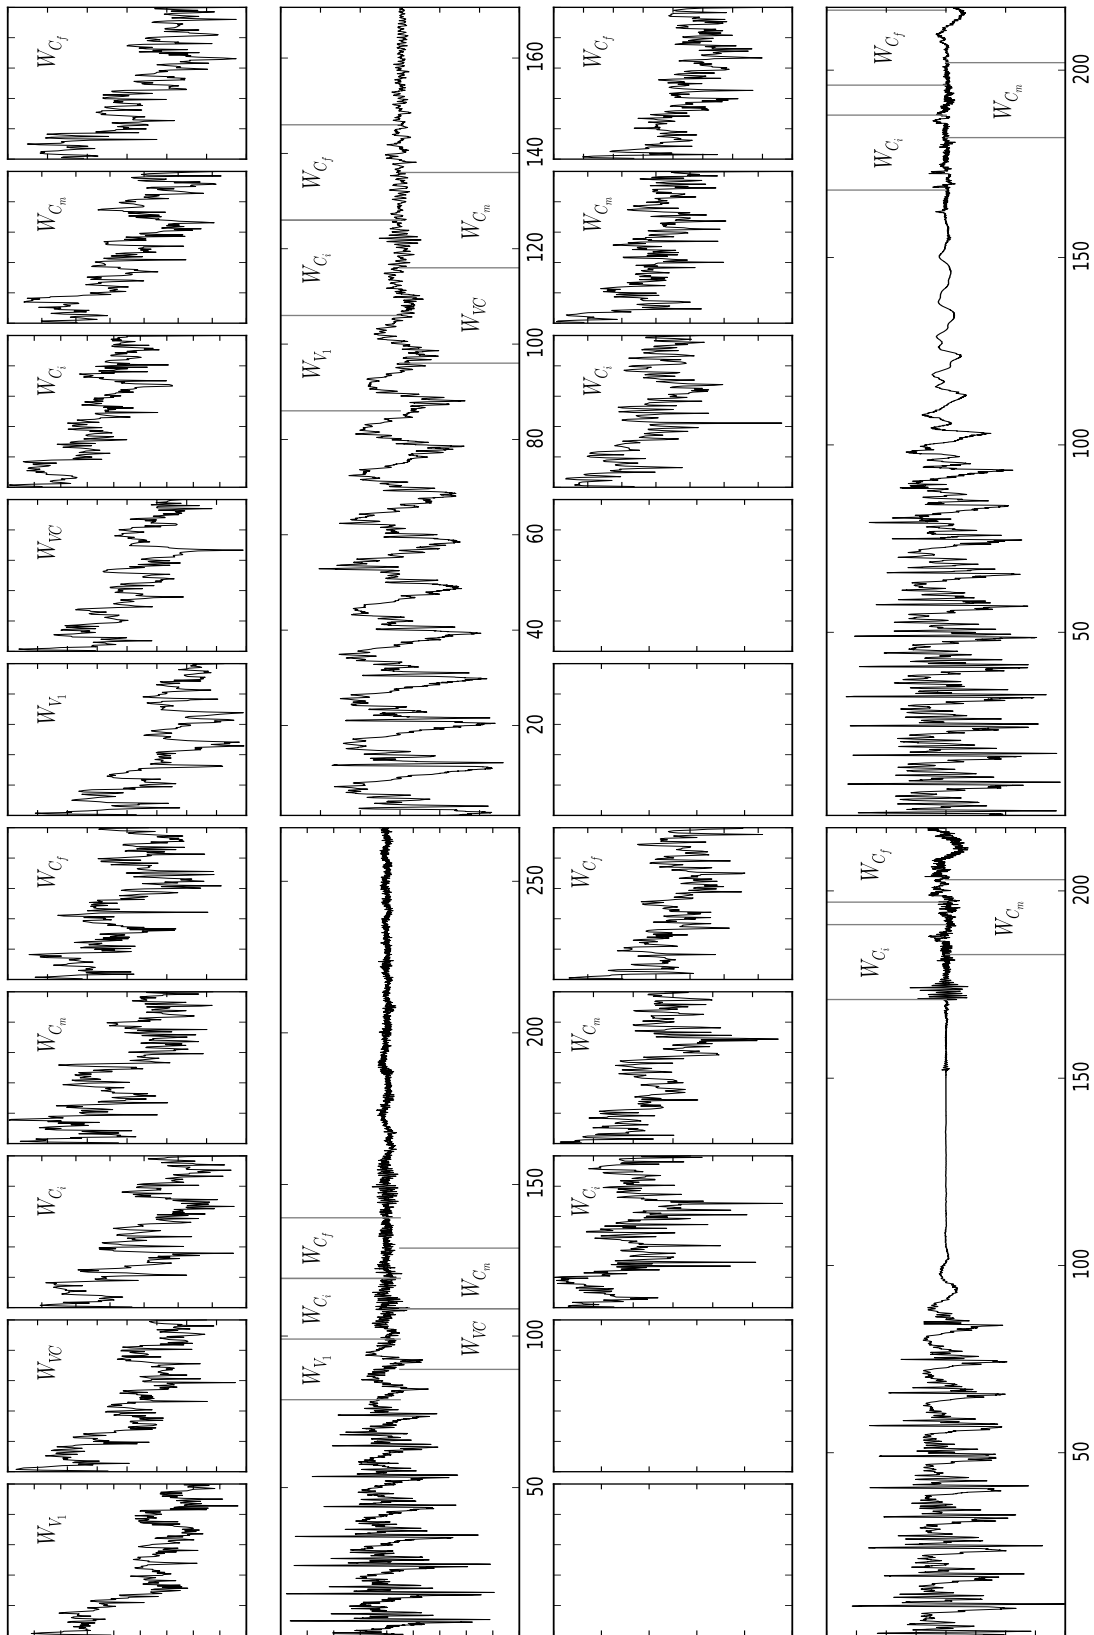 W_{V_1} W_{VC} W_{C_i} W_{C_m} W_{C_f} W_{V_1} W_{VC} W_{C_i} W_{C_m} W_{C_f}
W_{V_1} W_{C_i} W_{C_f} W_{V_1} W_{C_i} W_{C_f}
W_{VC} W_{C_m} W_{VC} W_{C_m}
50 100 150 200 250 20 40 60 80 100 120 140 160
W_{C_i} W_{C_m} W_{C_f} W_{C_i} W_{C_m} W_{C_f}
W_{C_i} W_{C_f} W_{C_i} W_{C_f}
W_{C_m} W_{C_m}
50 100 150 200 50 100 150 200